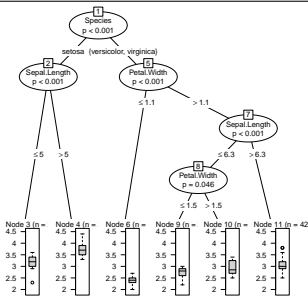 1
Species
p < 0.001
setosa (versicolor, virginica)
2
Sepal.Length
p < 0.001
5
Petal.Width
p < 0.001
≤ 1.1
> 1.1
7
Sepal.Length
p < 0.001
≤ 5
> 5
≤ 6.3
> 6.3
8
Petal.Width
p = 0.046
≤ 1.5
> 1.5
Node 3 (n =
Node 4 (n =
Node 6 (n =
Node 9 (n =
Node 10 (n =
Node 11 (n = 42
4.5 4.5 4.5 4.5 4.5 4.5
4 4 4 4 4 4
3.5 3.5 3.5 3.5 3.5 3.5
3 3 3 3 3 3
2.5 2.5 2.5 2.5 2.5 2.5
2 2 2 2 2 2